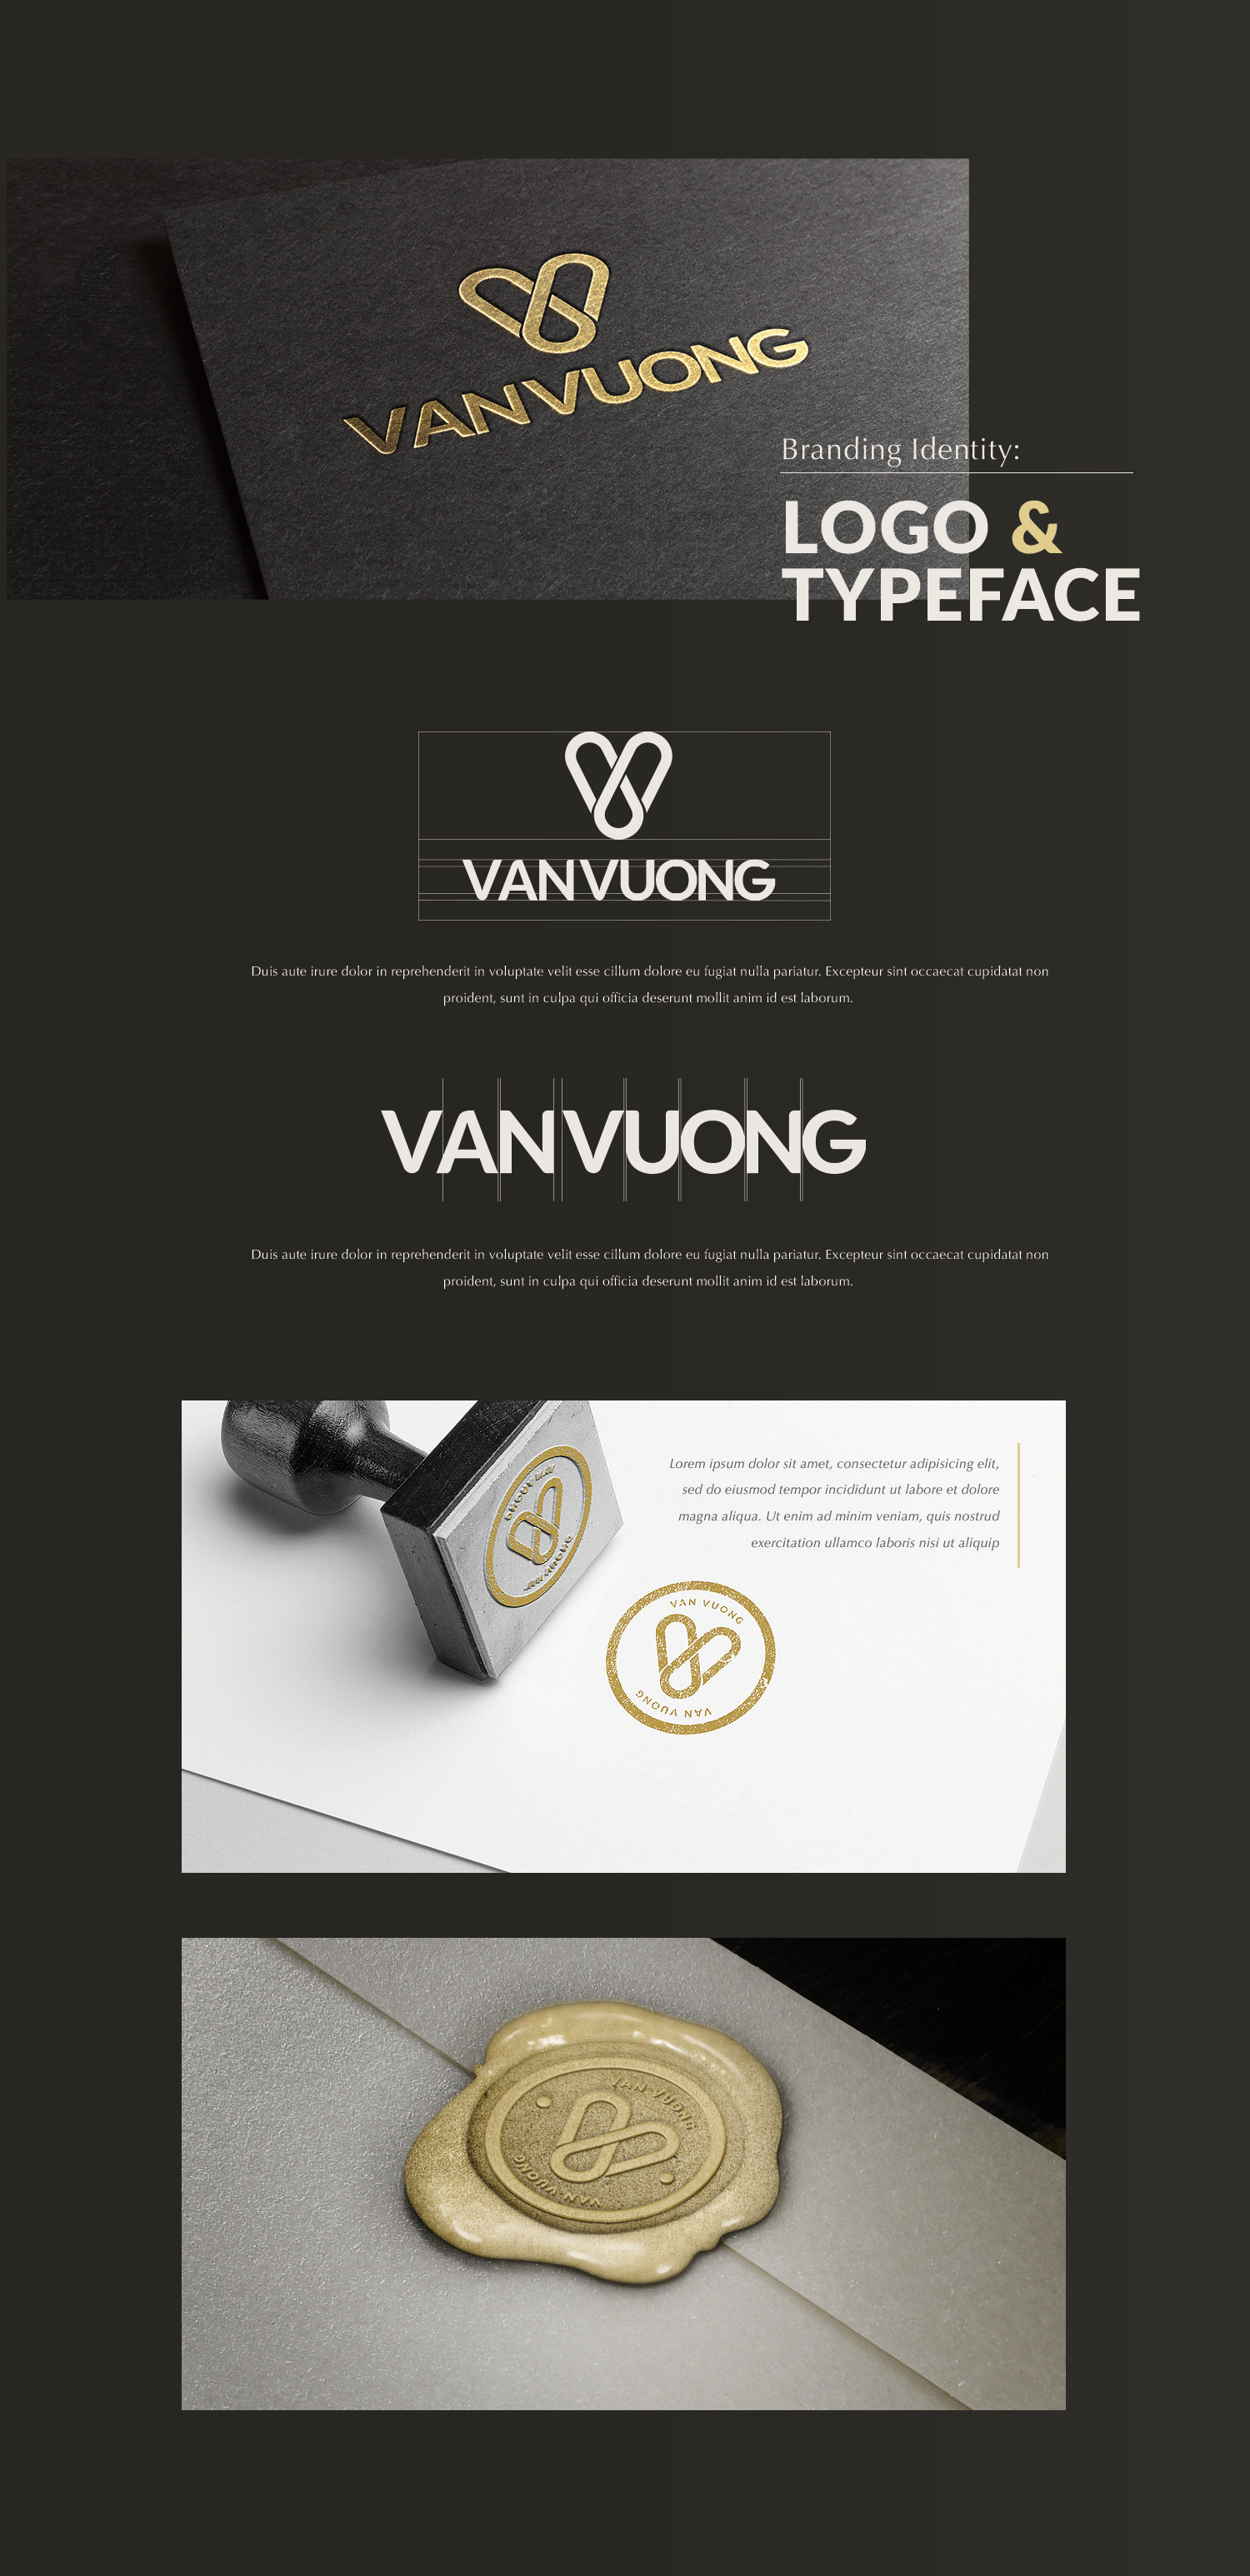 VANVUONG
Branding Identity:
LOGO &
TYPEFACE
VANVUONG
Duis aute irure dolor in reprehenderit in voluptate velit esse cillum dolore eu fugiat nulla pariatur. Excepteur sint occaecat cupidatat non
proident, sunt in culpa qui officia deserunt mollit anim id est laborum.
VANVUONG
Duis aute irure dolor in reprehenderit in voluptate velit esse cillum dolore eu fugiat nulla pariatur. Excepteur sint occaecat cupidatat non
proident, sunt in culpa qui officia deserunt mollit anim id est laborum.
Lorem ipsum dolor sit amet, consectetur adipisicing elit,
sed do eiusmod tempor incididunt ut labore et dolore
magna aliqua. Ut enim ad minim veniam, quis nostrud
exercitation ullamco laboris nisi ut aliquip
VAN VUONG
VAN VUONG
VAN VUONG
VAN VUONG